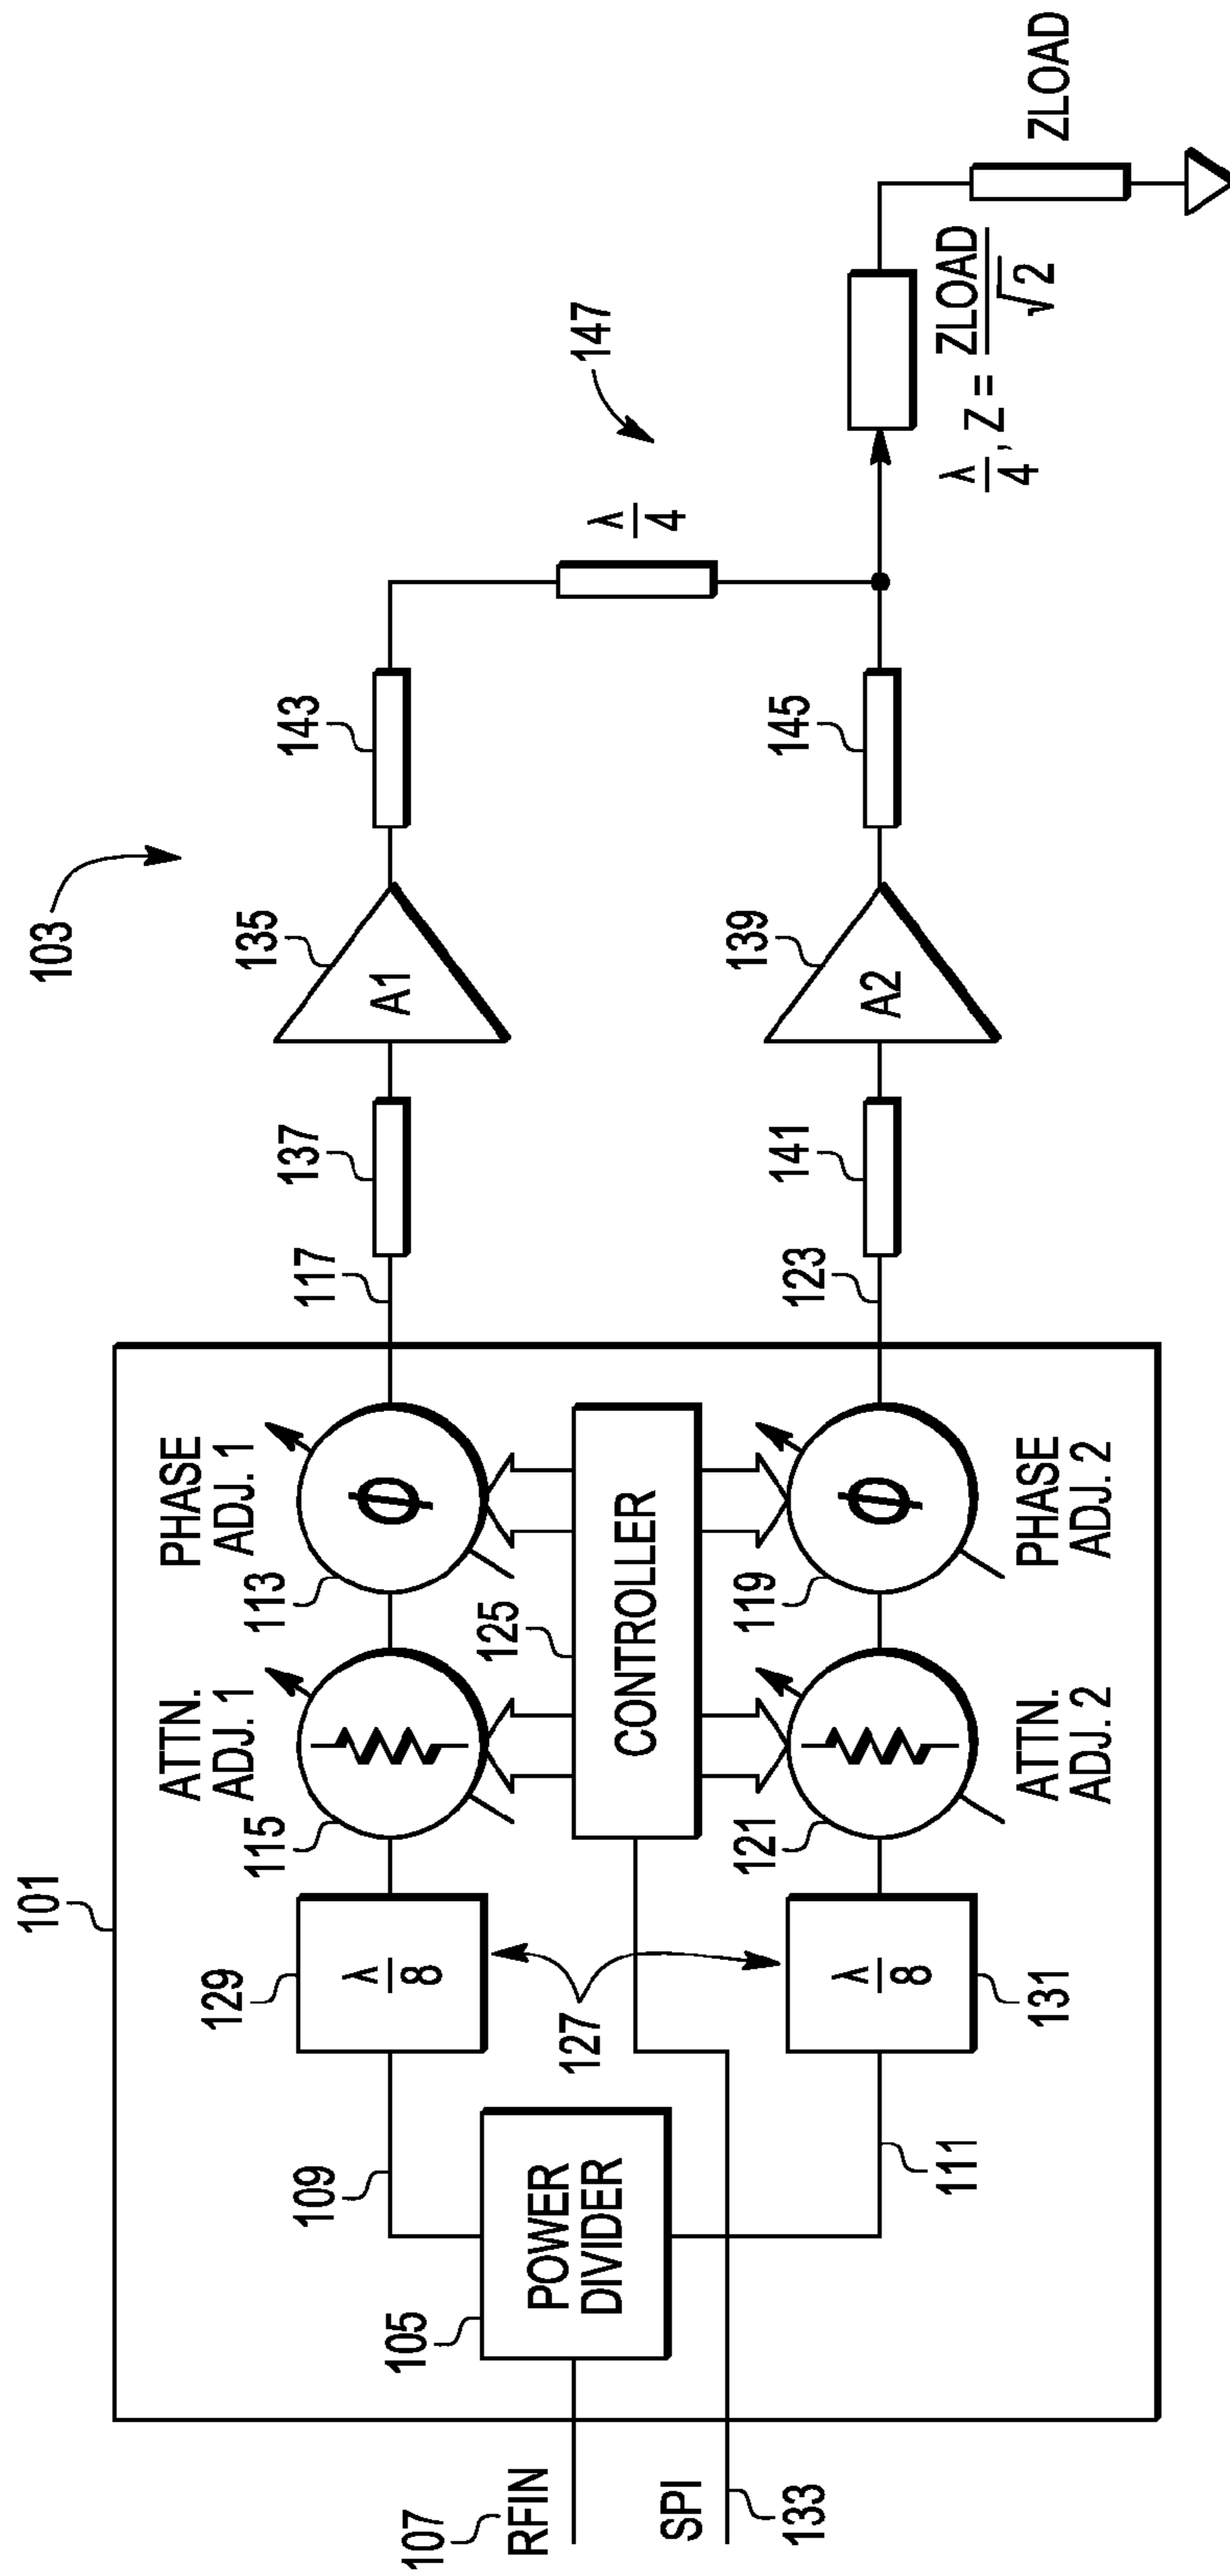 103
101
107
RFIN
SPI
133
105
POWER
DIVIDER
109
111
129
λ
8
127
λ
8
131
115
ATTN.
ADJ. 1
113
PHASE
ADJ. 1
125
CONTROLLER
121
ATTN.
ADJ. 2
119
PHASE
ADJ. 2
117
123
137
141
135
A1
139
A2
143
145
λ
4
147
λ/4, Z = ZLOAD/√2
ZLOAD